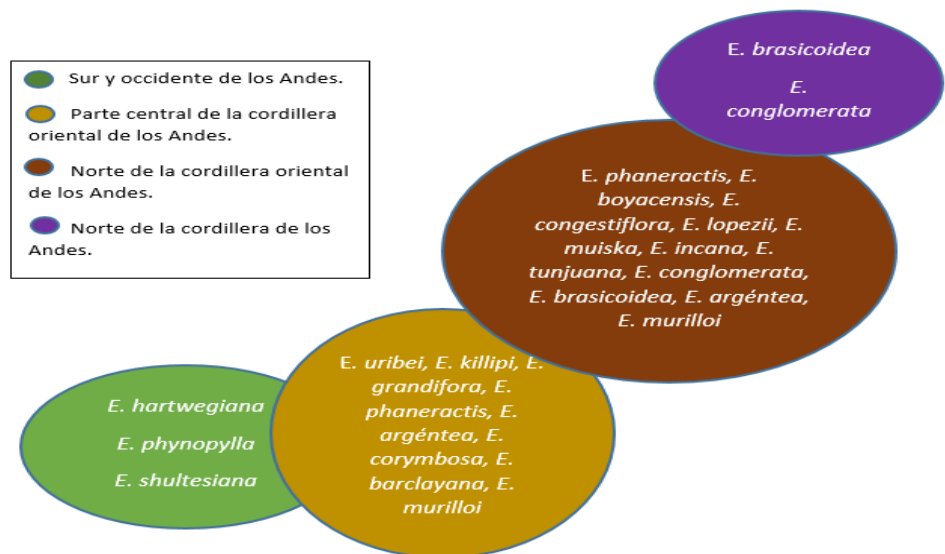 Sur y occidente de los Andes.
Parte central de la cordillera
oriental de los Andes.
Norte de la cordillera oriental
de los Andes.
Norte de la cordillera de los
Andes.
E. brasicoidea
E.
conglomerata
E. phaneractis, E.
boyacensis, E.
congestiflora, E. lopezii, E.
muiska, E. incana, E.
tunjuana, E. conglomerata,
E. brasicoidea, E. argéntea,
E. murilloi
E. uribei, E. killipi, E.
grandifora, E.
phaneractis, E.
argéntea, E.
corymbosa, E.
barclayana, E.
murilloi
E. hartwegiana
E. phynopylla
E. shultesiana